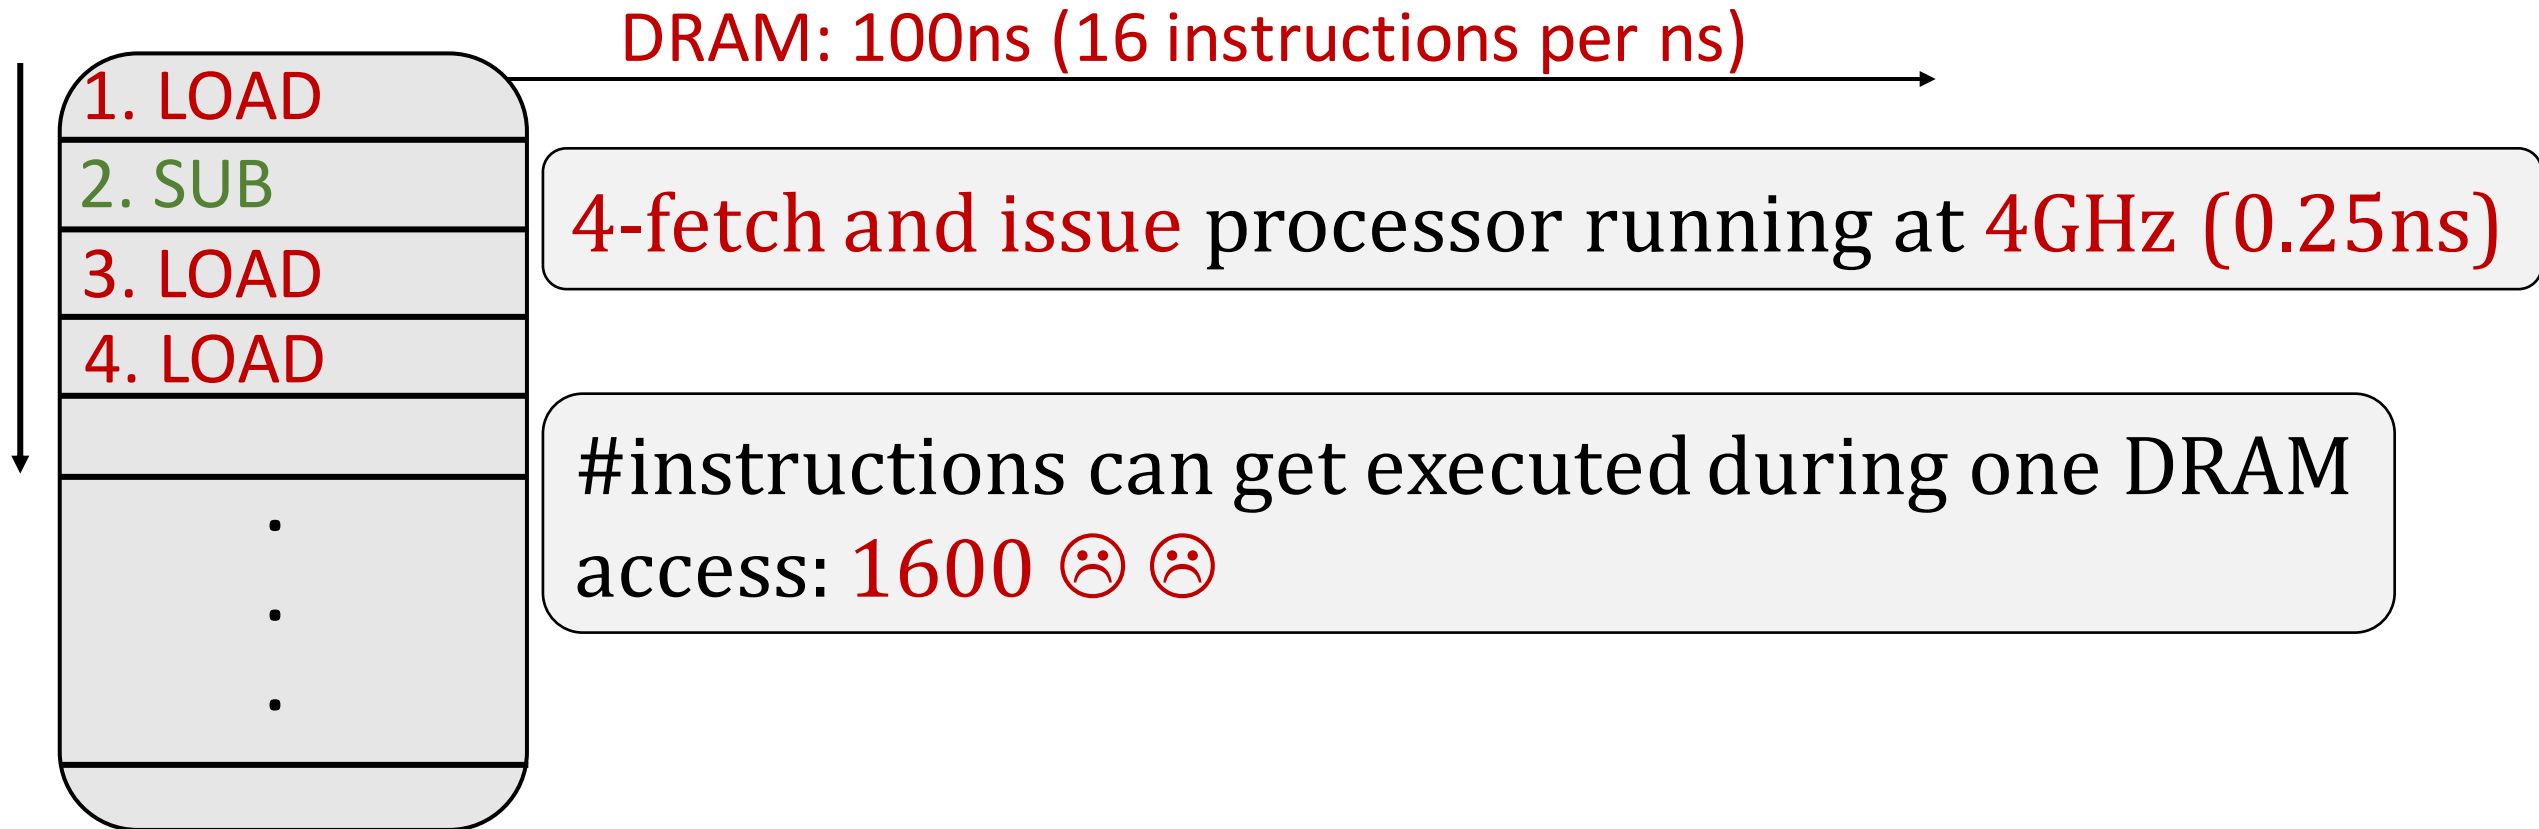 DRAM: 100ns (16 instructions per ns)
1. LOAD
2. SUB
3. LOAD
4. LOAD
.
.
.
4-fetch and issue processor running at 4GHz (0.25ns)
#instructions can get executed during one DRAM
access: 1600 ☹ ☹